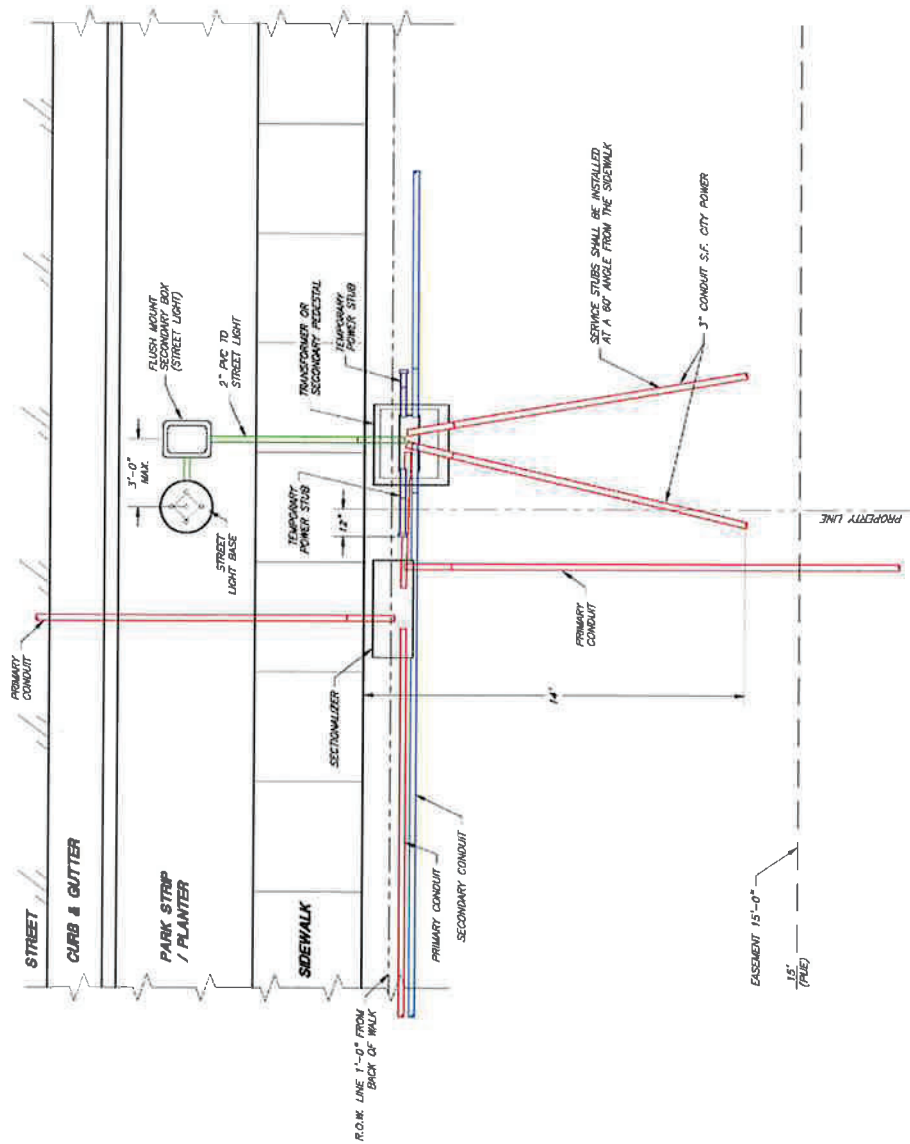 STREET
CURB & GUTTER
PARK STRIP
/ PLANTER
SIDEWALK
R.O.W. LINE 1'-0" FROM
BACK OF WALK
PRIMARY
CONDUIT
3'-0"
MAX.
FLUSH MOUNT
SECONDARY BOX
(STREET LIGHT)
2" PVC TO
STREET LIGHT
STREET
LIGHT BASE
TRANSFORMER OR
SECONDARY PEDESTAL
TEMPORARY
POWER STUB
TEMPORARY
POWER STUB
12"
SECTIONALIZER
PRIMARY CONDUIT
SECONDARY CONDUIT
PRIMARY
CONDUIT
14'
SERVICE STUBS SHALL BE INSTALLED
AT A 60° ANGLE FROM THE SIDEWALK
3" CONDUIT S.F. CITY POWER
PROPERTY LINE
EASEMENT 15'-0"
15'
(PUE)